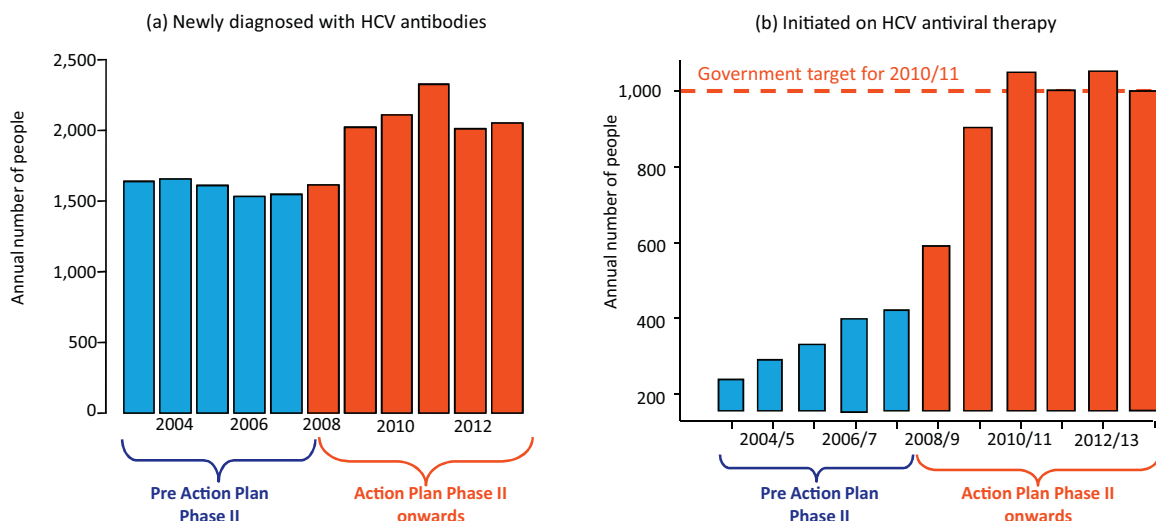 (a) Newly diagnosed with HCV antibodies
Annual number of people
2,500
2,000
1,500
1,000
500
0
2004 2006 2008 2010 2012
Pre Action Plan
Phase II
Action Plan Phase II
onwards
(b) Initiated on HCV antiviral therapy
Government target for 2010/11
Annual number of people
1,000
800
600
400
200
2004/5 2006/7 2008/9 2010/11 2012/13
Pre Action Plan
Phase II
Action Plan Phase II
onwards